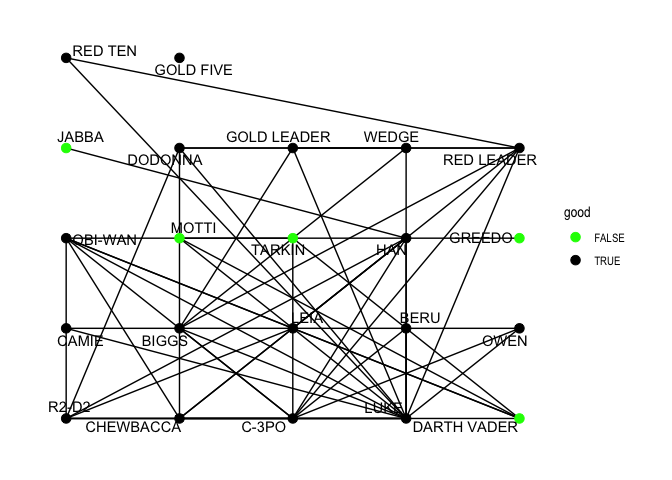 RED TEN
GOLD FIVE
JABBA
DODONNA
GOLD LEADER
WEDGE
RED LEADER
OBI-WAN
MOTTI
TARKIN
HAN
GREEDO
CAMIE
BIGGS
LEIA
BERU
OWEN
R2-D2
CHEWBACCA
C-3PO
LUKE
DARTH VADER
good
FALSE
TRUE